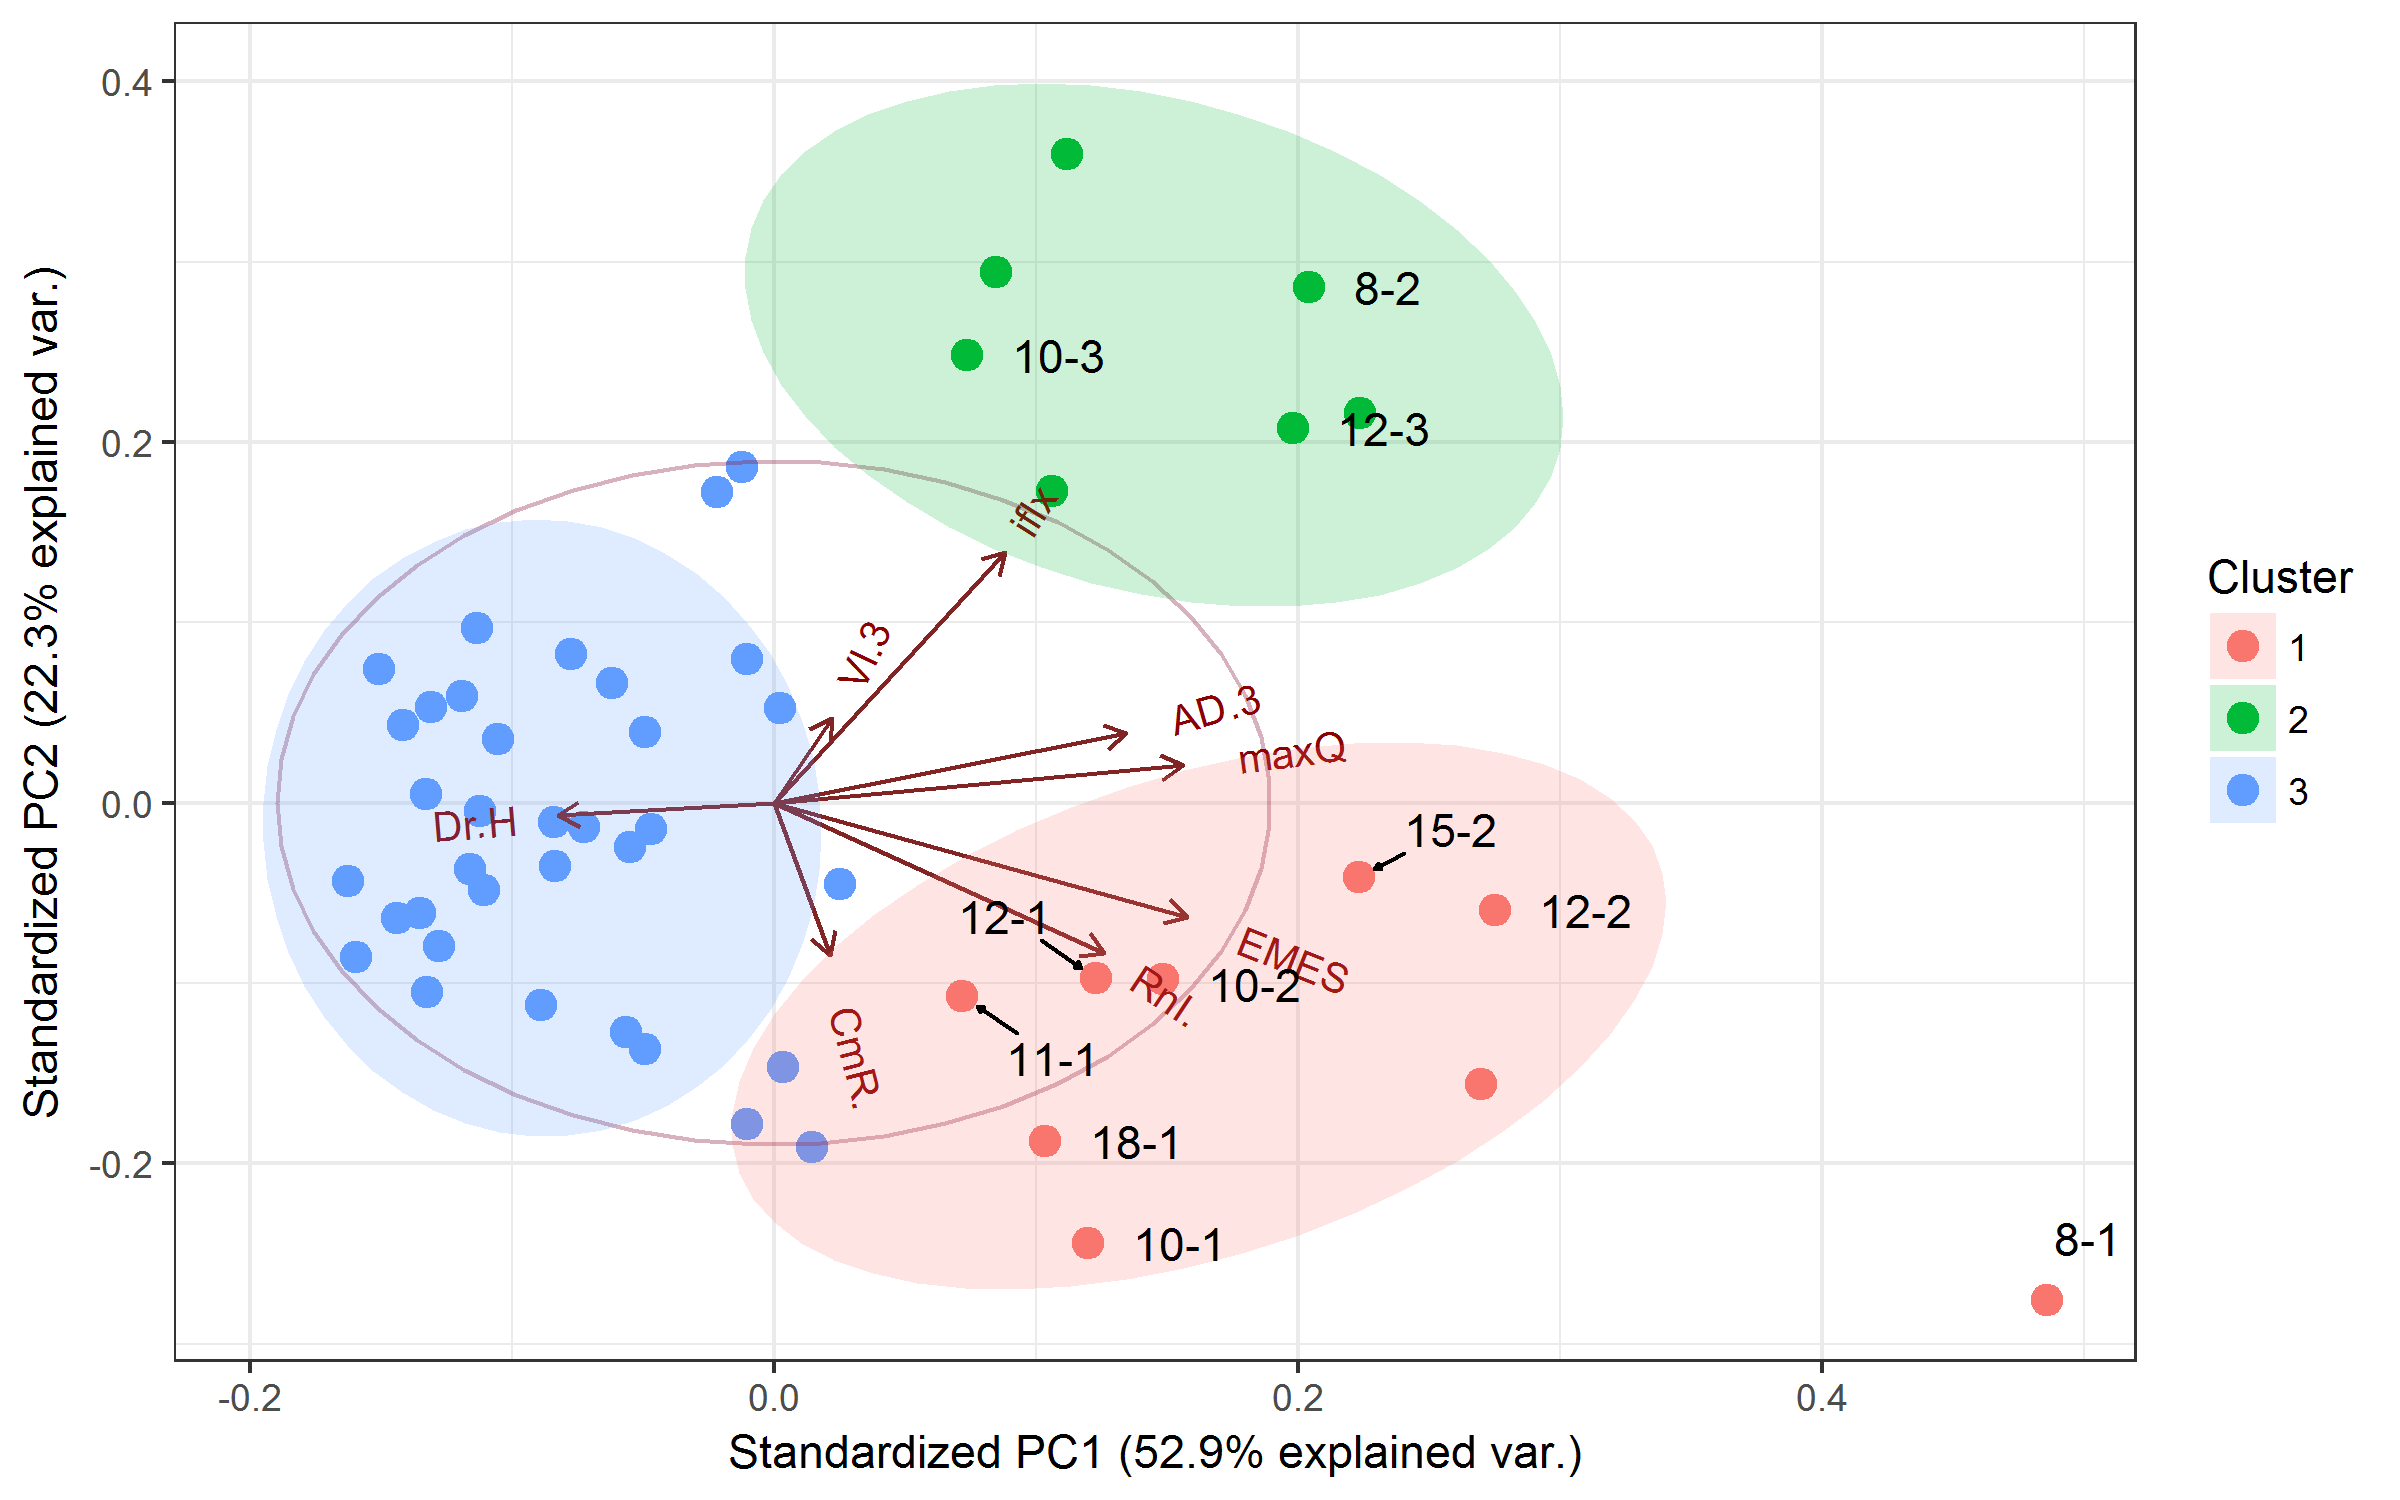 Standardized PC2 (22.3% explained var.)
0.4
0.2
0.0
-0.2
8-2
10-3
12-3
iflx
VI.3
AD.3
maxQ
Dr.H
15-2
12-1
12-2
EMES
10-2
RnI.
CmR.
11-1
18-1
10-1
8-1
-0.2
0.0
0.2
0.4
Standardized PC1 (52.9% explained var.)
Cluster
1
2
3